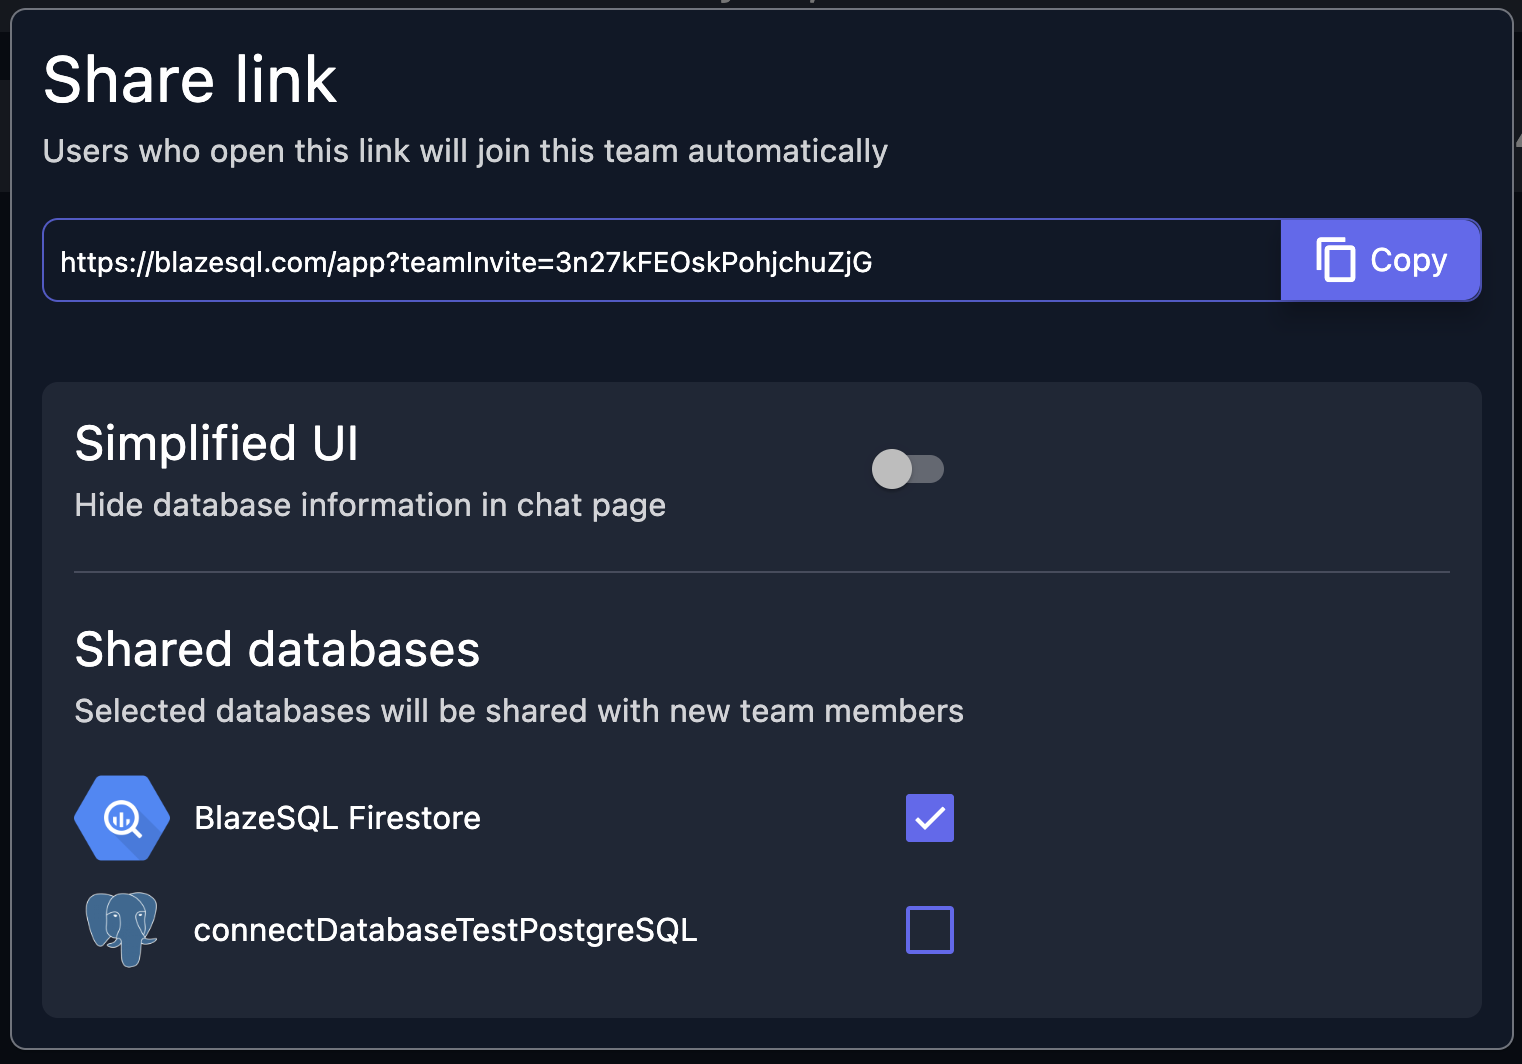 Share link
Users who open this link will join this team automatically
https://blazesql.com/app?teamInvite=3n27kFEOskPohjchuZjG
Copy
Simplified UI
Hide database information in chat page
Shared databases
Selected databases will be shared with new team members
BlazeSQL Firestore
connectDatabaseTestPostgreSQL